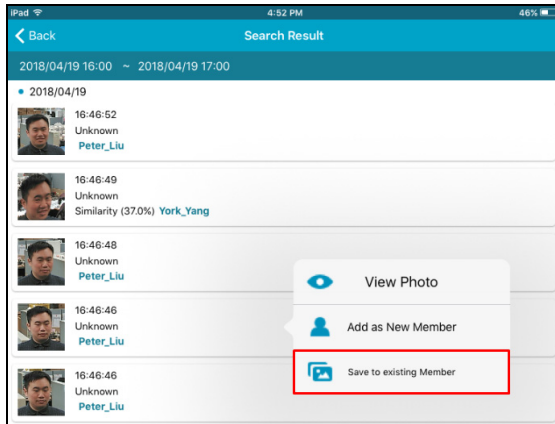 iPad 4:52 PM 46%
Back Search Result
2018/04/19 16:00 ~ 2018/04/19 17:00
2018/04/19
16:46:52
Unknown
Peter_Liu
16:46:49
Unknown
Similarity (37.0%) York_Yang
16:46:48
Unknown
Peter_Liu
16:46:46
Unknown
Peter_Liu
16:46:46
Unknown
Peter_Liu
View Photo
Add as New Member
Save to existing Member